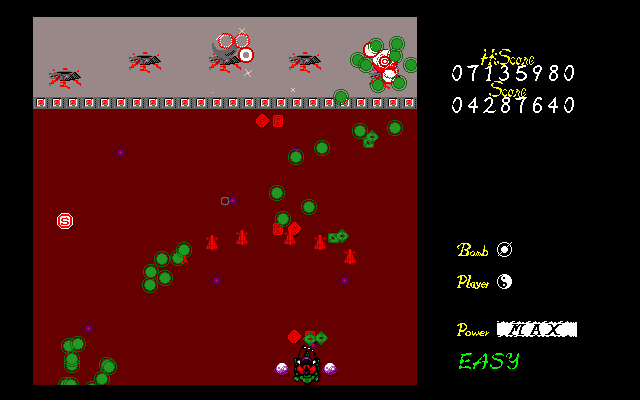 HiScore
07135980
Score
04287640
S
Bomb
Player
Power MAX
EASY